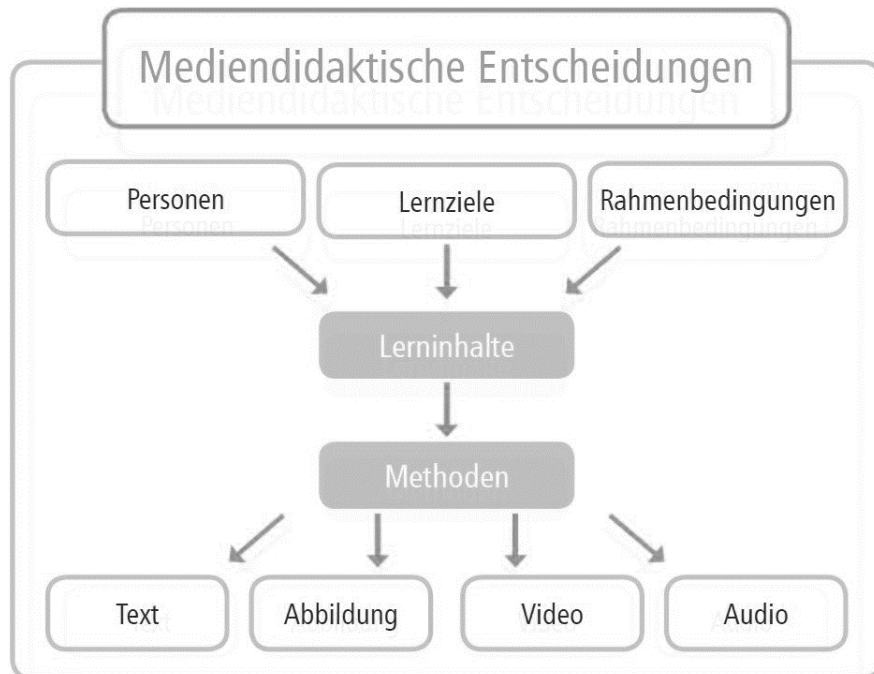 Mediendidaktische Entscheidungen
Personen
Lernziele
Rahmenbedingungen
Lerninhalte
Methoden
Text
Abbildung
Video
Audio